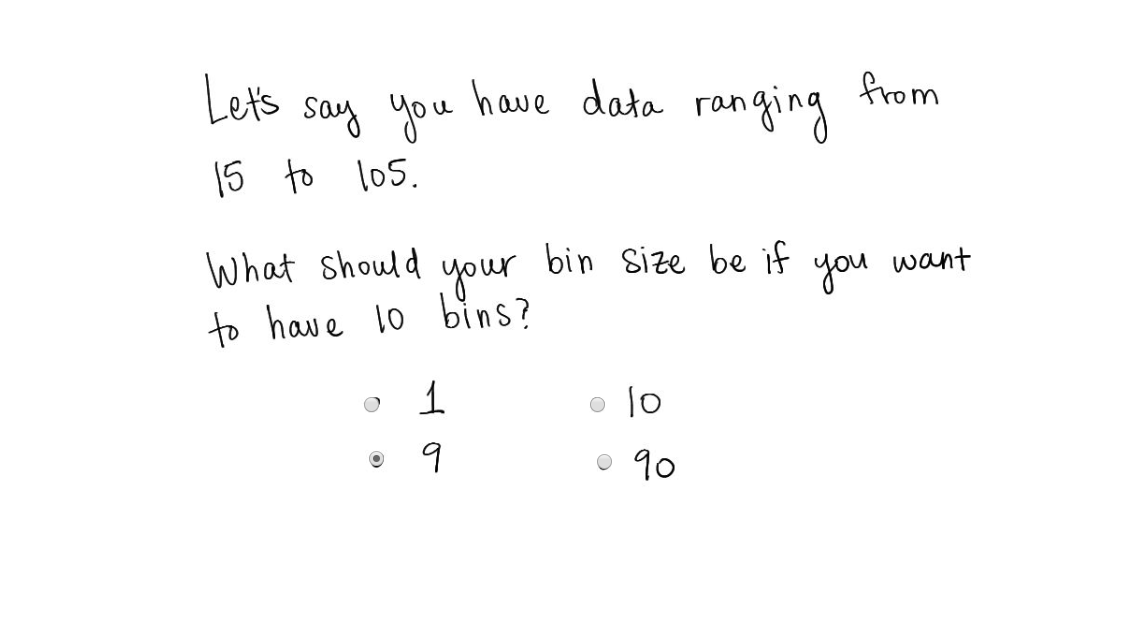 Let's say you have data ranging from
15 to 105.
What should your bin size be if you want
to have 10 bins?
1 10
9 90